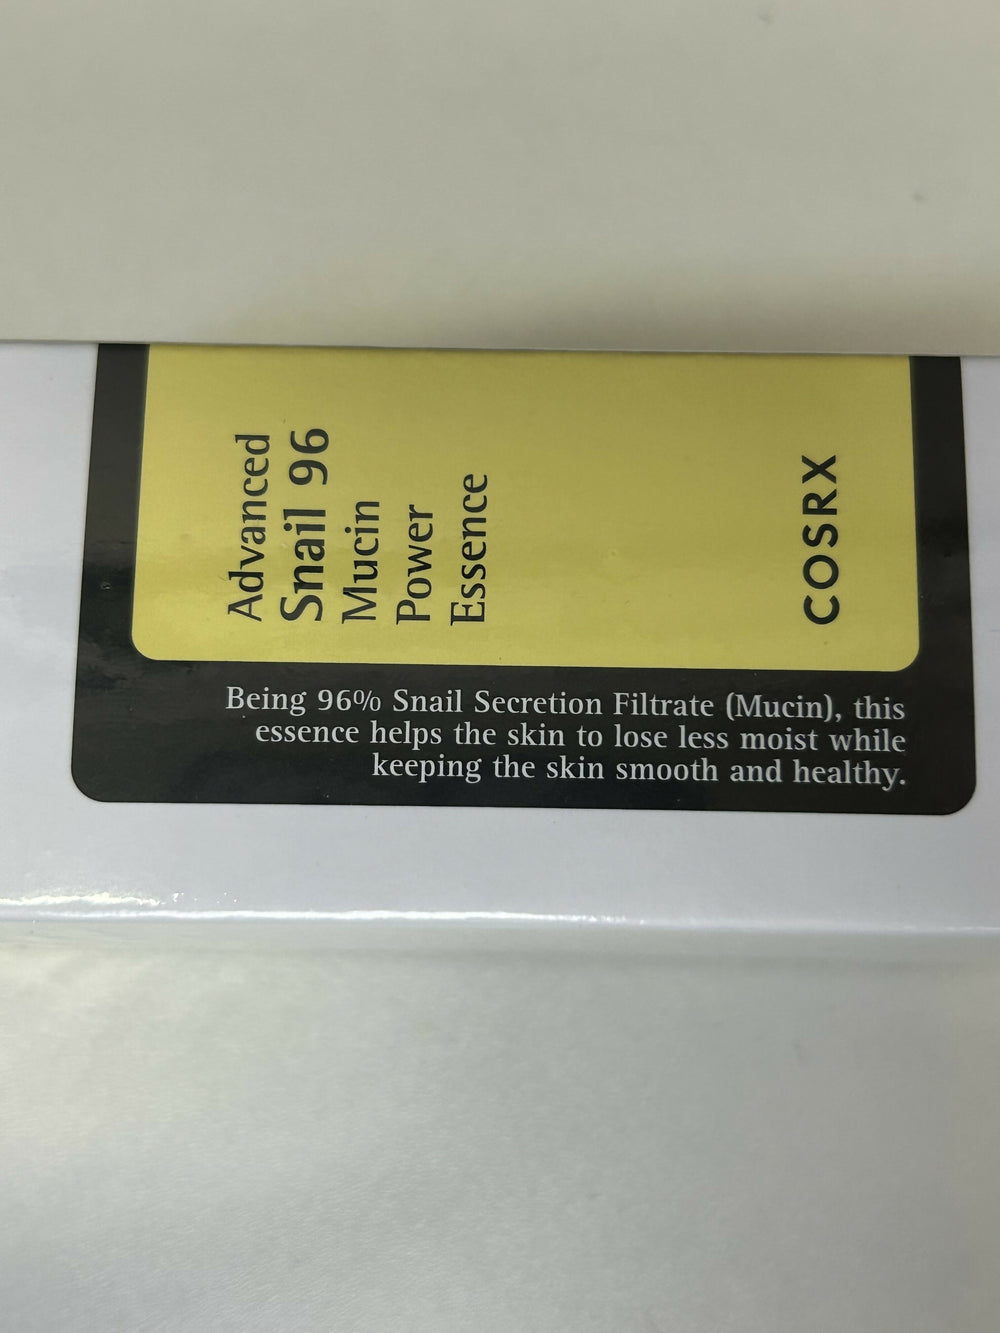 Advanced
Snail 96
Mucin
Power
Essence
COSRX
Being 96% Snail Secretion Filtrate (Mucin), this
essence helps the skin to lose less moist while
keeping the skin smooth and healthy.